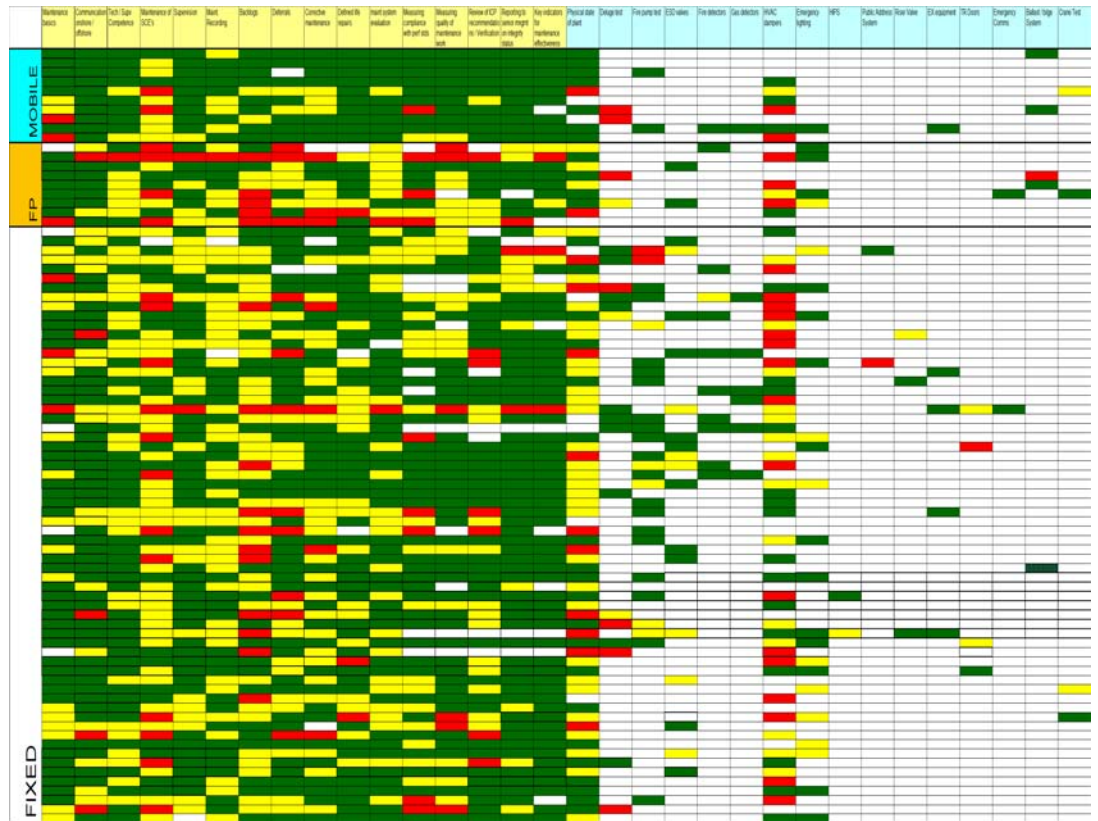 Maintenance
basics
Communication
onshore /
offshore
Tech / Supv
Competence
Maintenance of
SCE's
Supervision
Maint.
Recording
Backlogs
Deferrals
Corrective
maintenance
Defined life
repairs
maint system
evaluation
Measuring
compliance
with perf stds
Measuring
quality of
maintenance
work
Review of ICP
recommendatio
ns / Verification
Reporting to
senior mngmt
on integrity
status
Key indicators
for
maintenance
effectiveness
Physical state
of plant
Deluge test
Fire pump test
ESD valves
Fire detectors
Gas detectors
HVAC
dampers
Emergency
lighting
HIPS
Public Address
System
Riser Valve
EX equipment
TR Doors
Emergency
Comms
Ballast /bilge
System
Crane Test
MOBILE
FP
FIXED